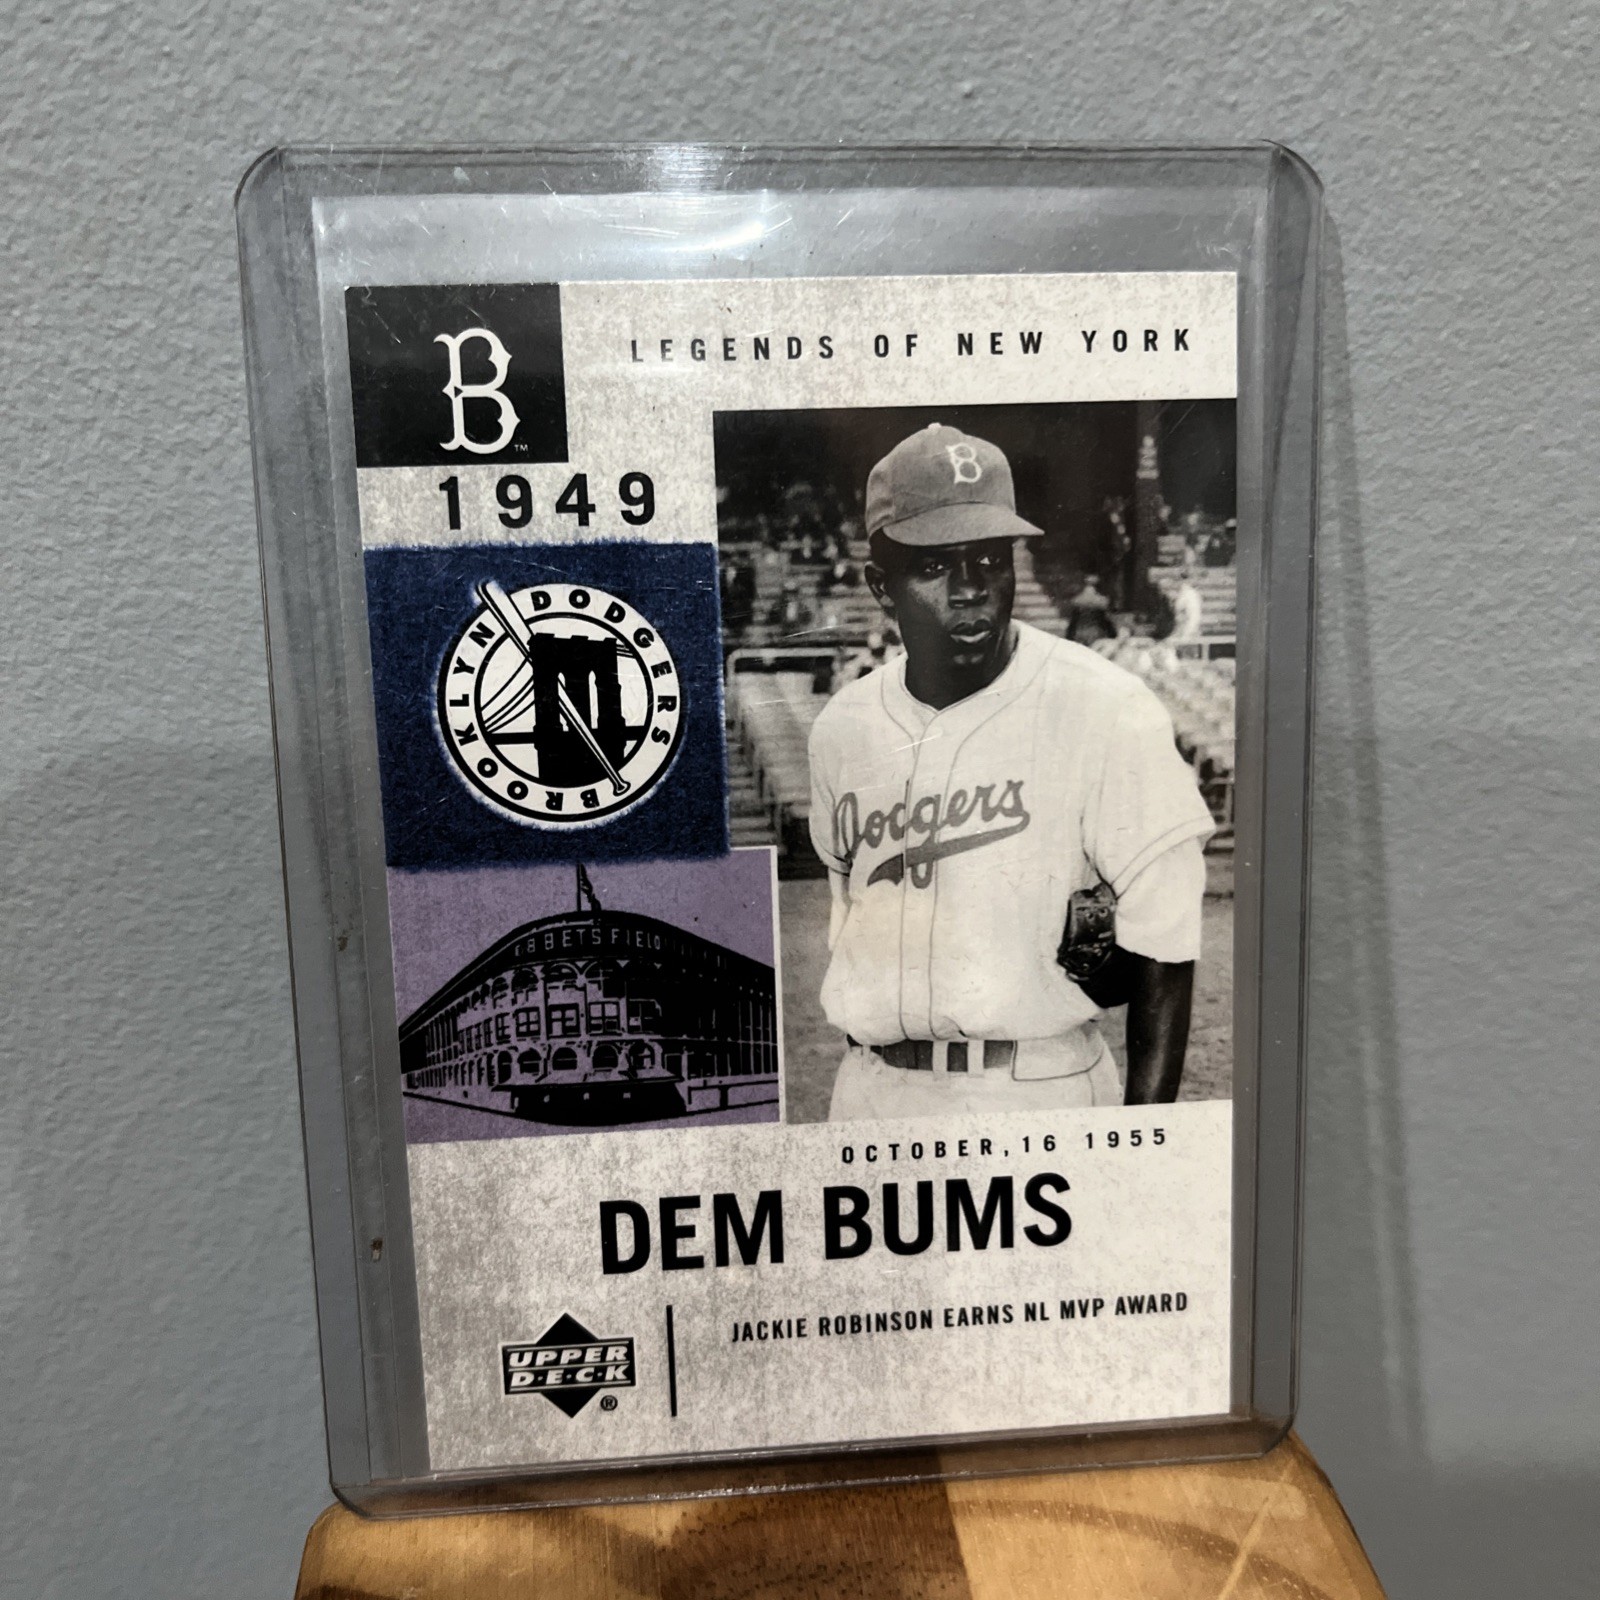 B
™
LEGENDS OF NEW YORK
1949
B
BROOKLYN DODGERS
Dodgers
EBBETS FIELD
OCTOBER,16 1955
DEM BUMS
JACKIE ROBINSON EARNS NL MVP AWARD
UPPER
D·E·C·K
®